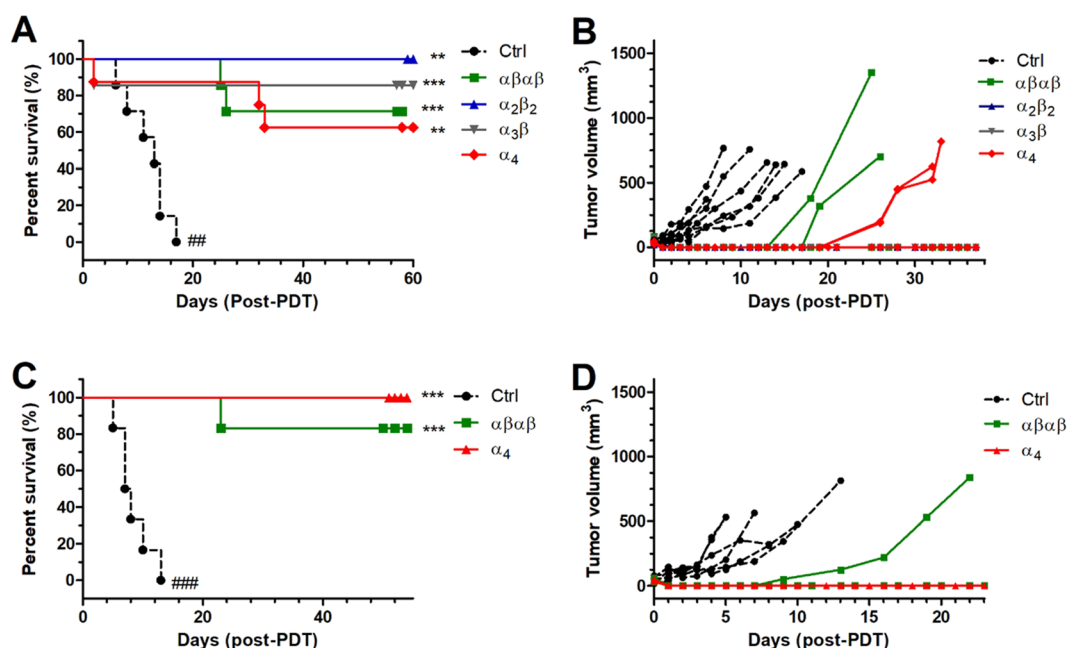 A
Percent survival (%)
100
80
60
40
20
0
0
20
40
60
Days (Post-PDT)
##
**
***
***
**
Ctrl
αβαβ
α₂β₂
α₃β
α₄
B
Tumor volume (mm³)
1500
1000
500
0
0
10
20
30
Days (post-PDT)
Ctrl
αβαβ
α₂β₂
α₃β
α₄
C
Percent survival (%)
100
80
60
40
20
0
0
20
40
Days (post-PDT)
###
***
***
Ctrl
αβαβ
α₄
D
Tumor volume (mm³)
1500
1000
500
0
0
5
10
15
20
Days (post-PDT)
Ctrl
αβαβ
α₄